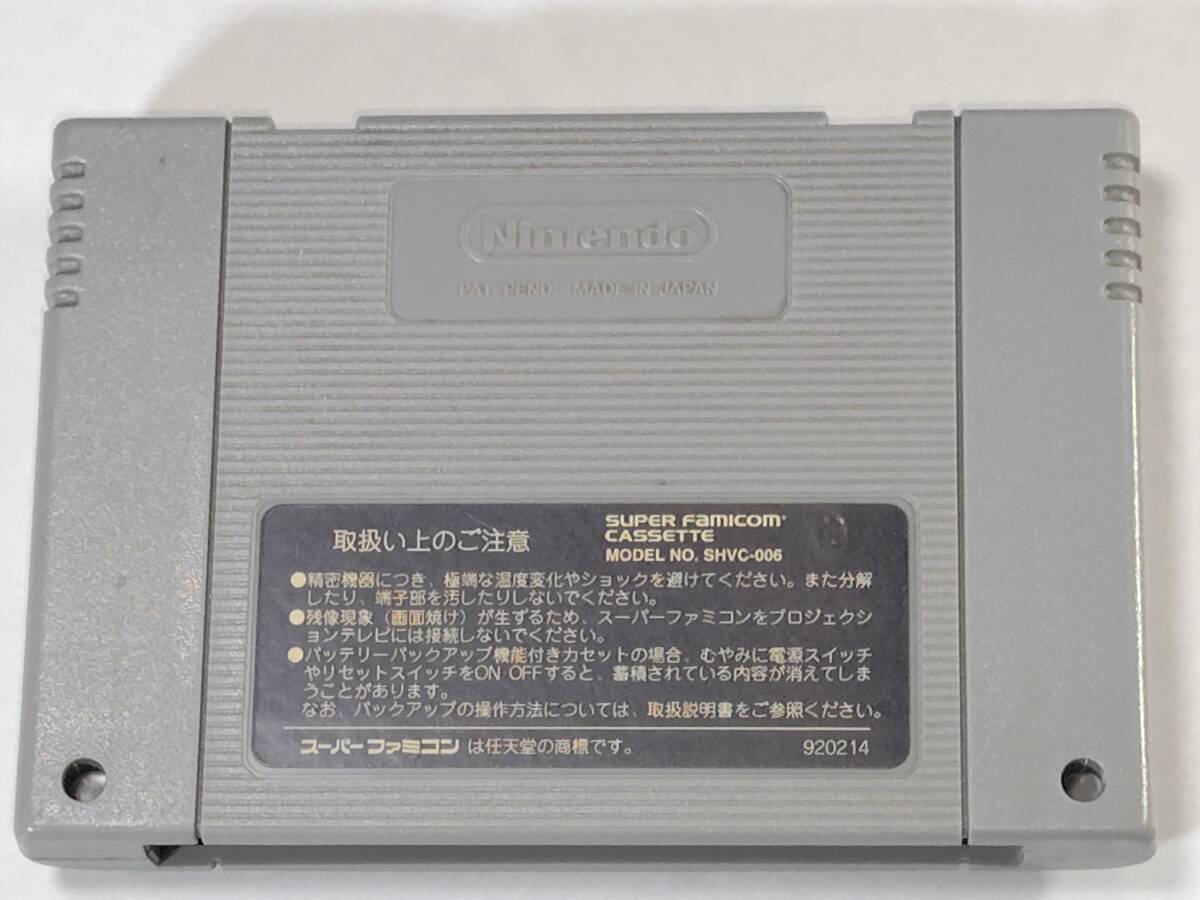 Nintendo
PAT. PEND. MADE IN JAPAN
取扱い上のご注意
SUPER FAMICOM
CASSETTE
MODEL NO. SHVC-006
●精密機器につき、極端な温度変化やショックを避けてください。また分解
したり、端子部を汚したりしないでください。
●残像現象(画面焼け)が生ずるため、スーパーファミコンをプロジェクシ
ョンテレビには接続しないでください。
●バッテリーバックアップ機能付きカセットの場合、むやみに電源スイッチ
やリセットスイッチをON OFFすると、蓄積されている内容が消えてしま
うことがあります。
なお、バックアップの操作方法については、取扱説明書をご参照ください。
スーパーファミコン は任天堂の商標です。
920214